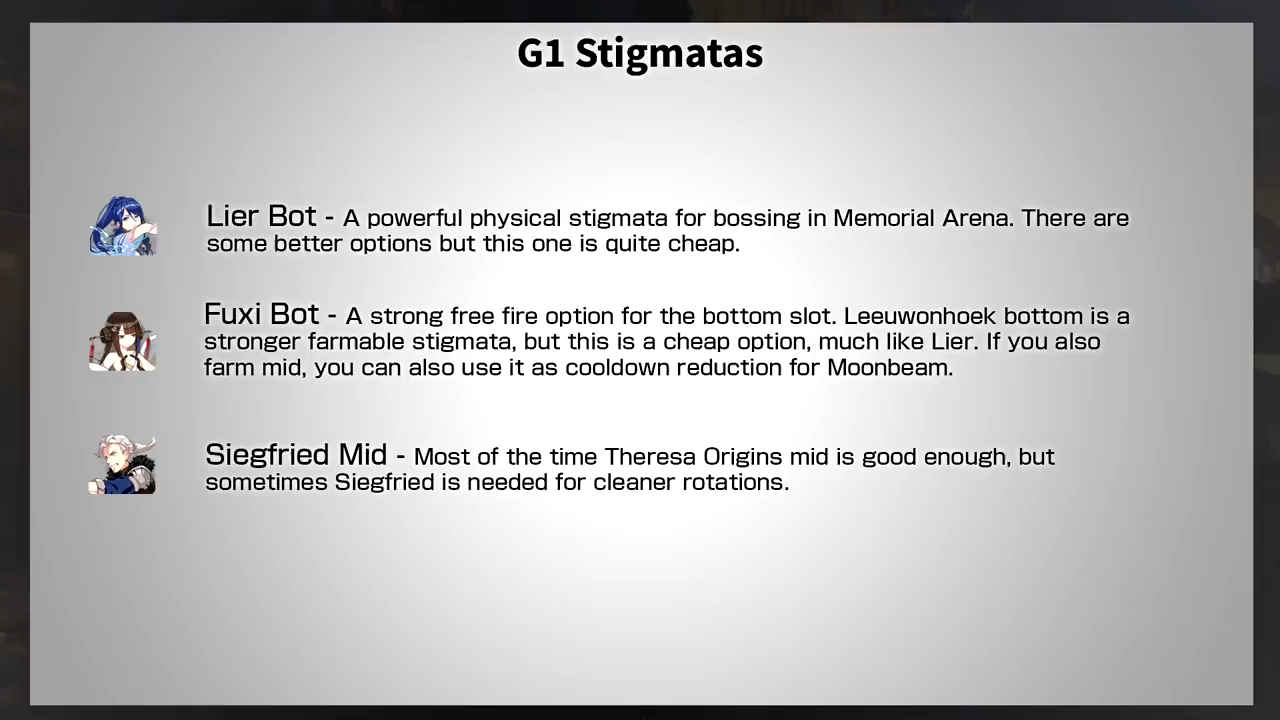 G1 Stigmatas
Lier Bot - A powerful physical stigmata for bossing in Memorial Arena. There are
some better options but this one is quite cheap.
Fuxi Bot - A strong free fire option for the bottom slot. Leeuwonhoek bottom is a
stronger farmable stigmata, but this is a cheap option, much like Lier. If you also
farm mid, you can also use it as cooldown reduction for Moonbeam.
Siegfried Mid - Most of the time Theresa Origins mid is good enough, but
sometimes Siegfried is needed for cleaner rotations.